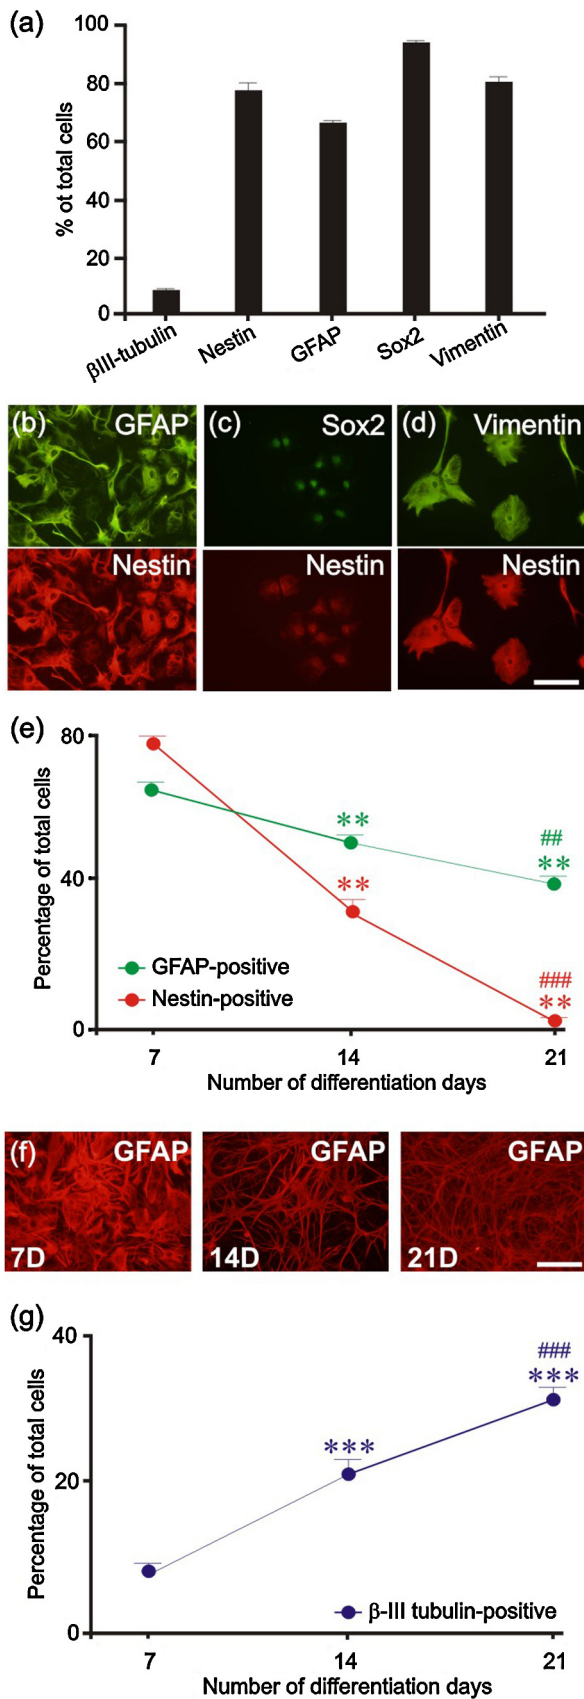 (a)
100
80
60
40
20
0
% ot total cells
βIII-tubulin Nestin GFAP Sox2 Vimentin
(b) GFAP (c) Sox2 (d) Vimentin
Nestin Nestin Nestin
(e)
80
40
0
Percentage of total cells
** ## **
** ### **
GFAP-positive
Nestin-positive
7 14 21
Number of differentiation days
(f) GFAP GFAP GFAP
7D 14D 21D
(g)
40
20
0
Percentage of total cells
###
*** ***
β-III tubulin-positive
7 14 21
Number of differentiation days